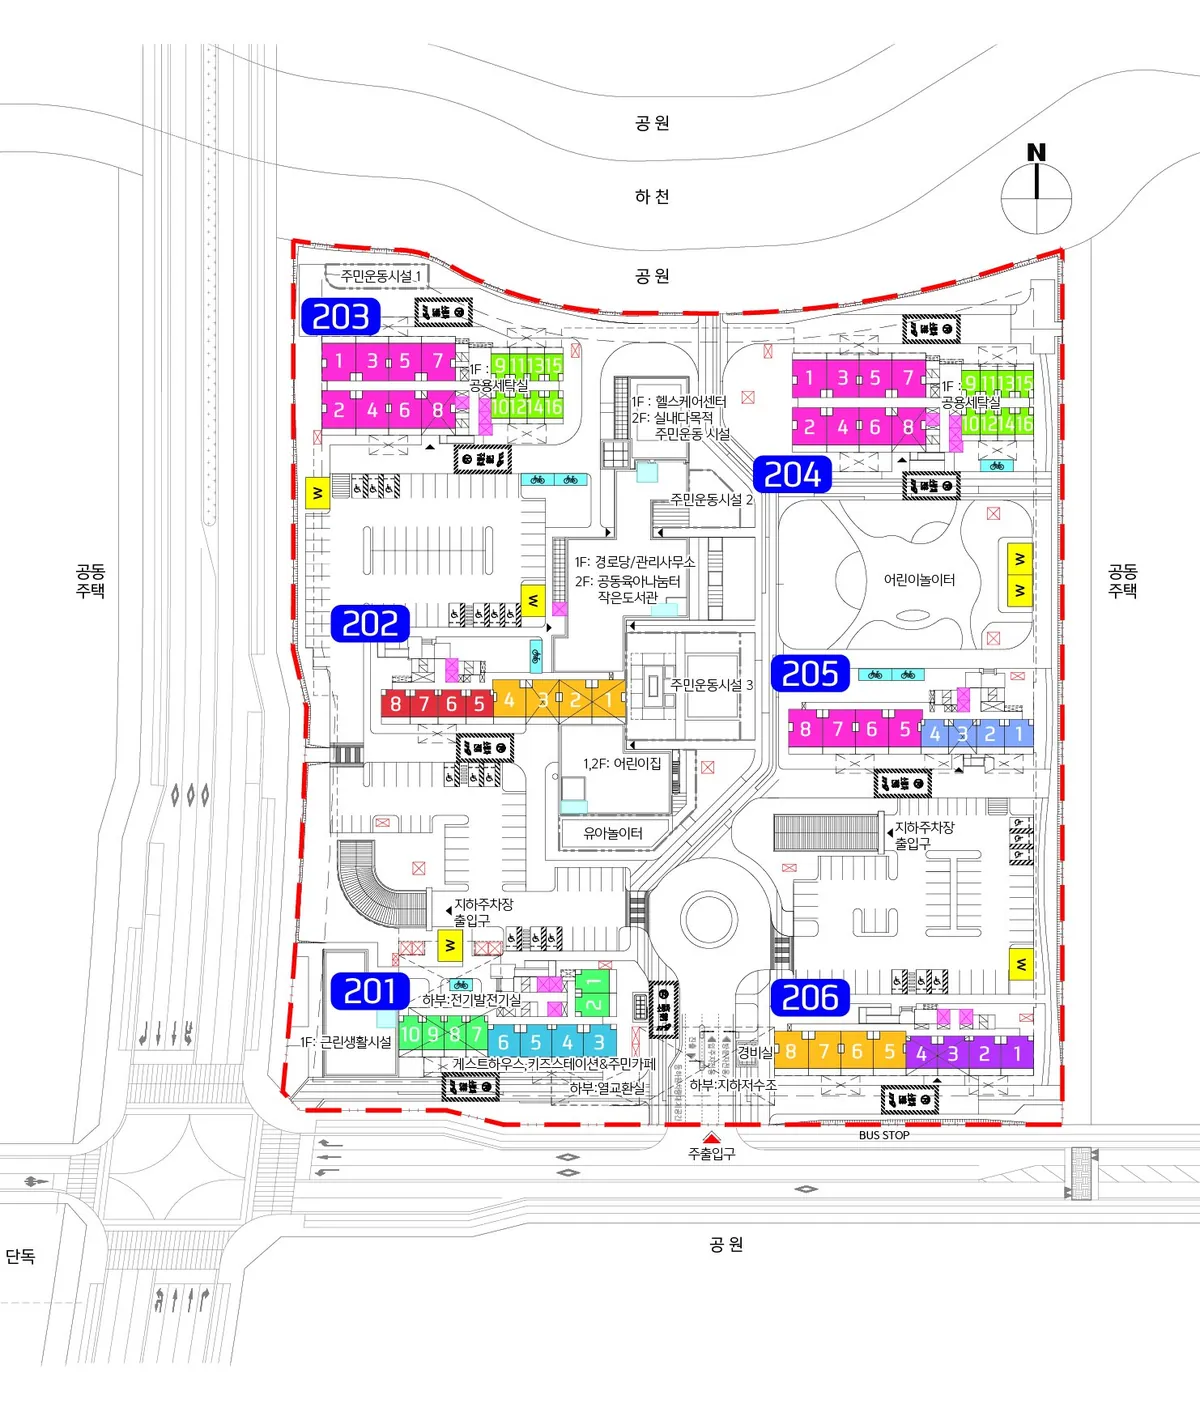 공 원
N
하 천
공 원
주민운동시설 1
203
1 3 5 7
9 11 13 15
1F :
공용세탁실
2 4 6 8
10 12 14 16
1F : 헬스케어센터
2F: 실내다목적
주민운동 시설
1 3 5 7
9 11 13 15
1F :
공용세탁실
2 4 6 8
10 12 14 16
204
W
주민운동시설 2
공동
주택
1F: 경로당/관리사무소
2F: 공동육아나눔터
작은도서관
W
어린이놀이터
W
W
공동
주택
202
8 7 6 5 4 3 2 1
주민운동시설 3
205
8 7 6 5 4 3 2 1
1,2F: 어린이집
유아놀이터
지하주차장
출입구
지하주차장
출입구
W
W
201
하부:전기발전기실
1
2
10 9 8 7 6 5 4 3
1F: 근린생활시설
게스트하우스,키즈스테이션&주민카페
하부:열교환실
206
경비실
8 7 6 5 4 3 2 1
하부:지하저수조
BUS STOP
주출입구
공 원
단독